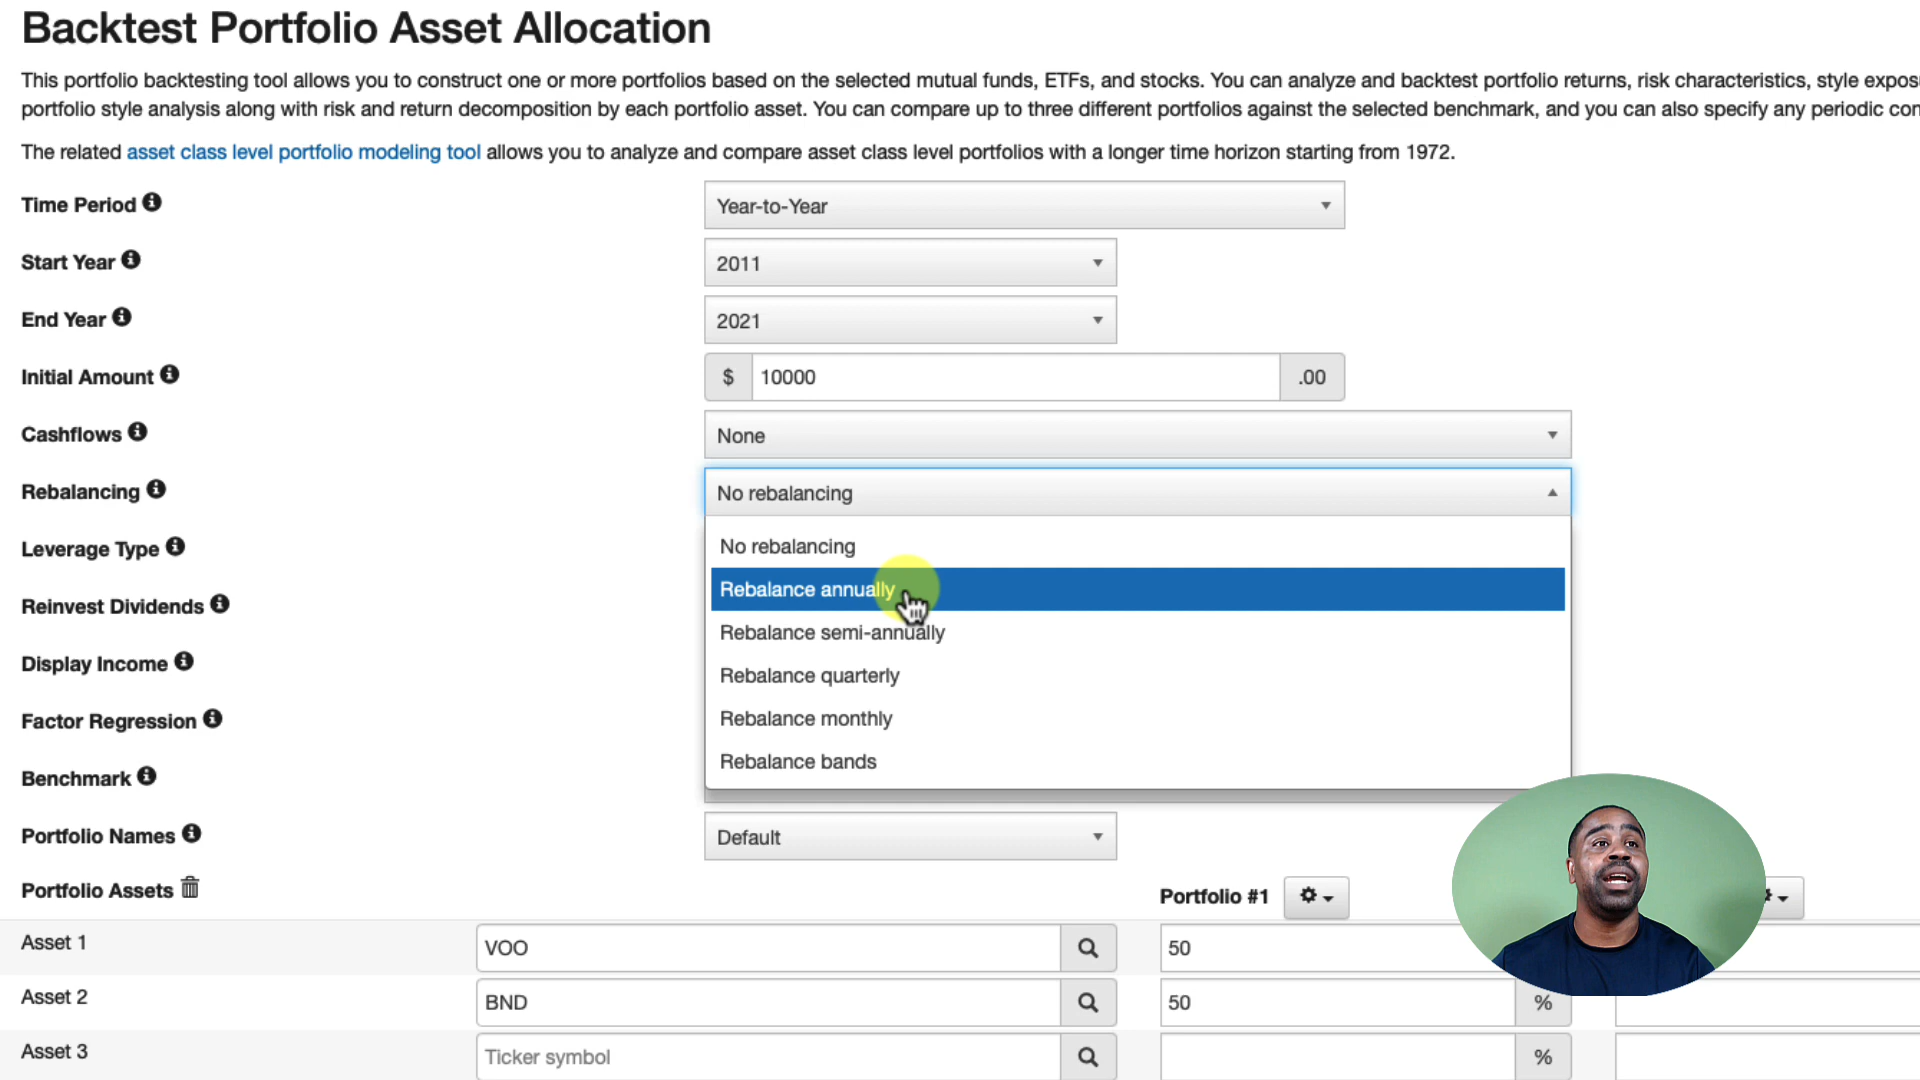 Backtest Portfolio Asset Allocation
This portfolio backtesting tool allows you to construct one or more portfolios based on the selected mutual funds, ETFs, and stocks. You can analyze and backtest portfolio returns, risk characteristics, style expos
portfolio style analysis along with risk and return decomposition by each portfolio asset. You can compare up to three different portfolios against the selected benchmark, and you can also specify any periodic con
The related asset class level portfolio modeling tool allows you to analyze and compare asset class level portfolios with a longer time horizon starting from 1972.
Time Period Year-to-Year
Start Year 2011
End Year 2021
Initial Amount $ 10000 .00
Cashflows None
Rebalancing No rebalancing
No rebalancing
Leverage Type
Rebalance annually
Reinvest Dividends
Rebalance semi-annually
Display Income
Rebalance quarterly
Factor Regression
Rebalance monthly
Benchmark
Rebalance bands
Portfolio Names Default
Portfolio Assets Portfolio #1
Asset 1 VOO 50
Asset 2 BND 50 %
Asset 3 Ticker symbol %